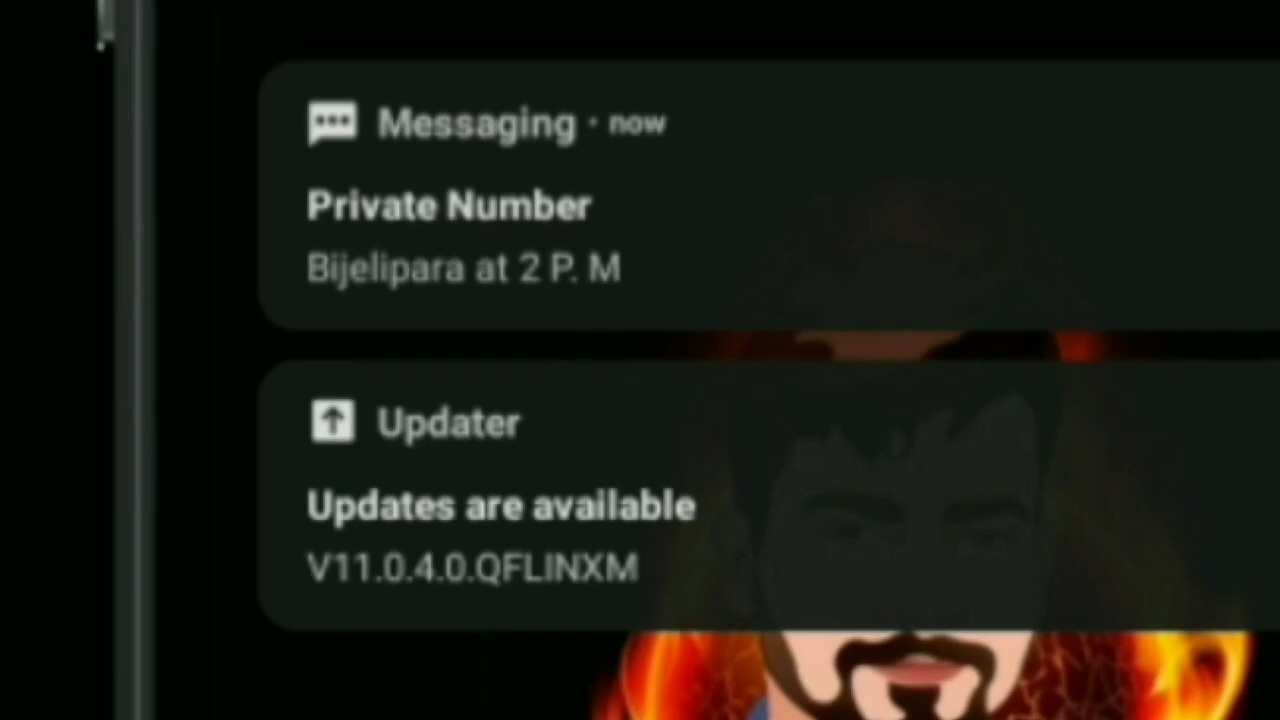 Messaging · now
Private Number
Bijelipara at 2 P. M
Updater
Updates are available
V11.0.4.0.QFLINXM